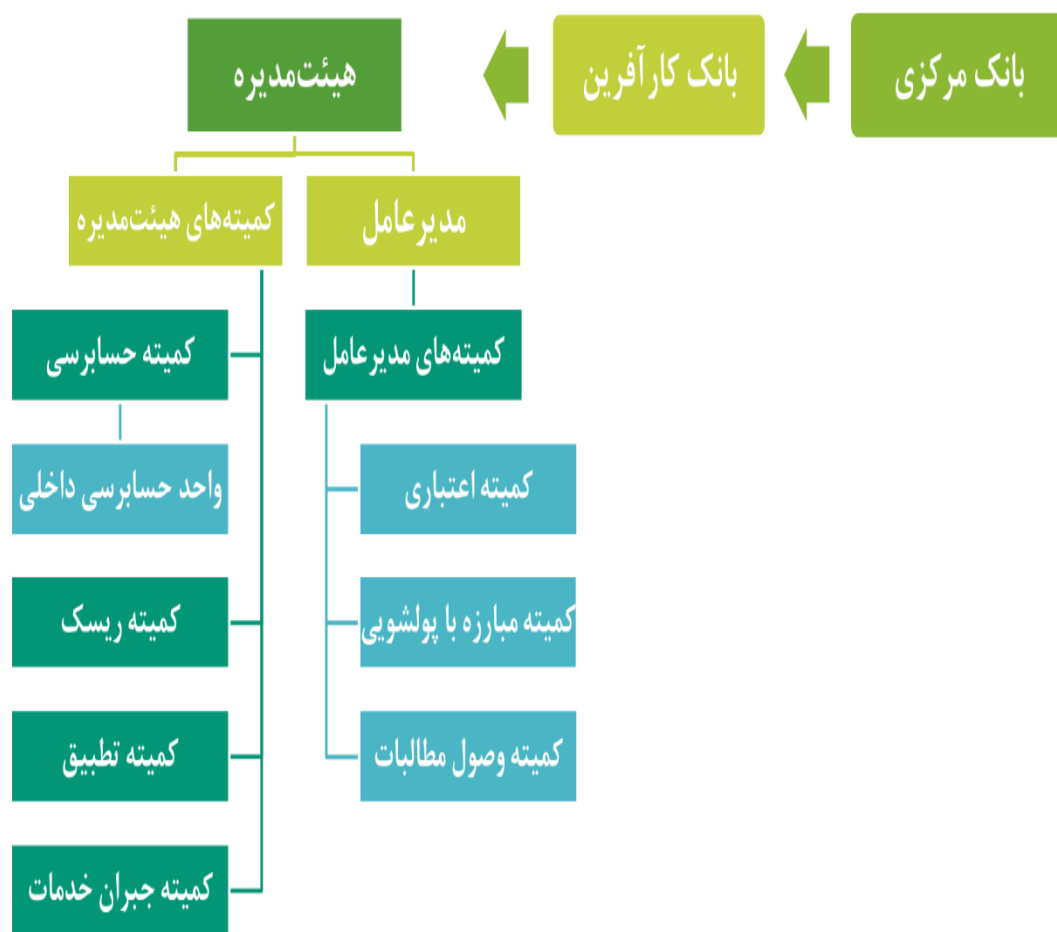 بانک مرکزی
بانک کارآفرین
هیئت‌مدیره
مدیرعامل
کمیته‌های هیئت‌مدیره
کمیته‌های مدیرعامل
کمیته حسابرسی
کمیته اعتباری
واحد حسابرسی داخلی
کمیته مبارزه با پولشویی
کمیته ریسک
کمیته وصول مطالبات
کمیته تطبیق
کمیته جبران خدمات